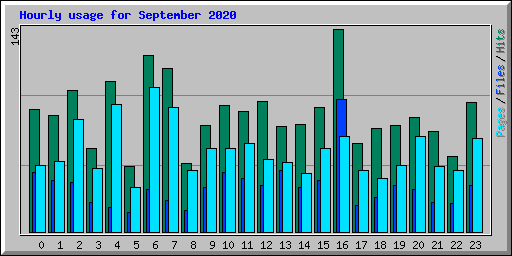 Hourly usage for September 2020
143
Pages / Files / Hits
0 1 2 3 4 5 6 7 8 9 10 11 12 13 14 15 16 17 18 19 20 21 22 23